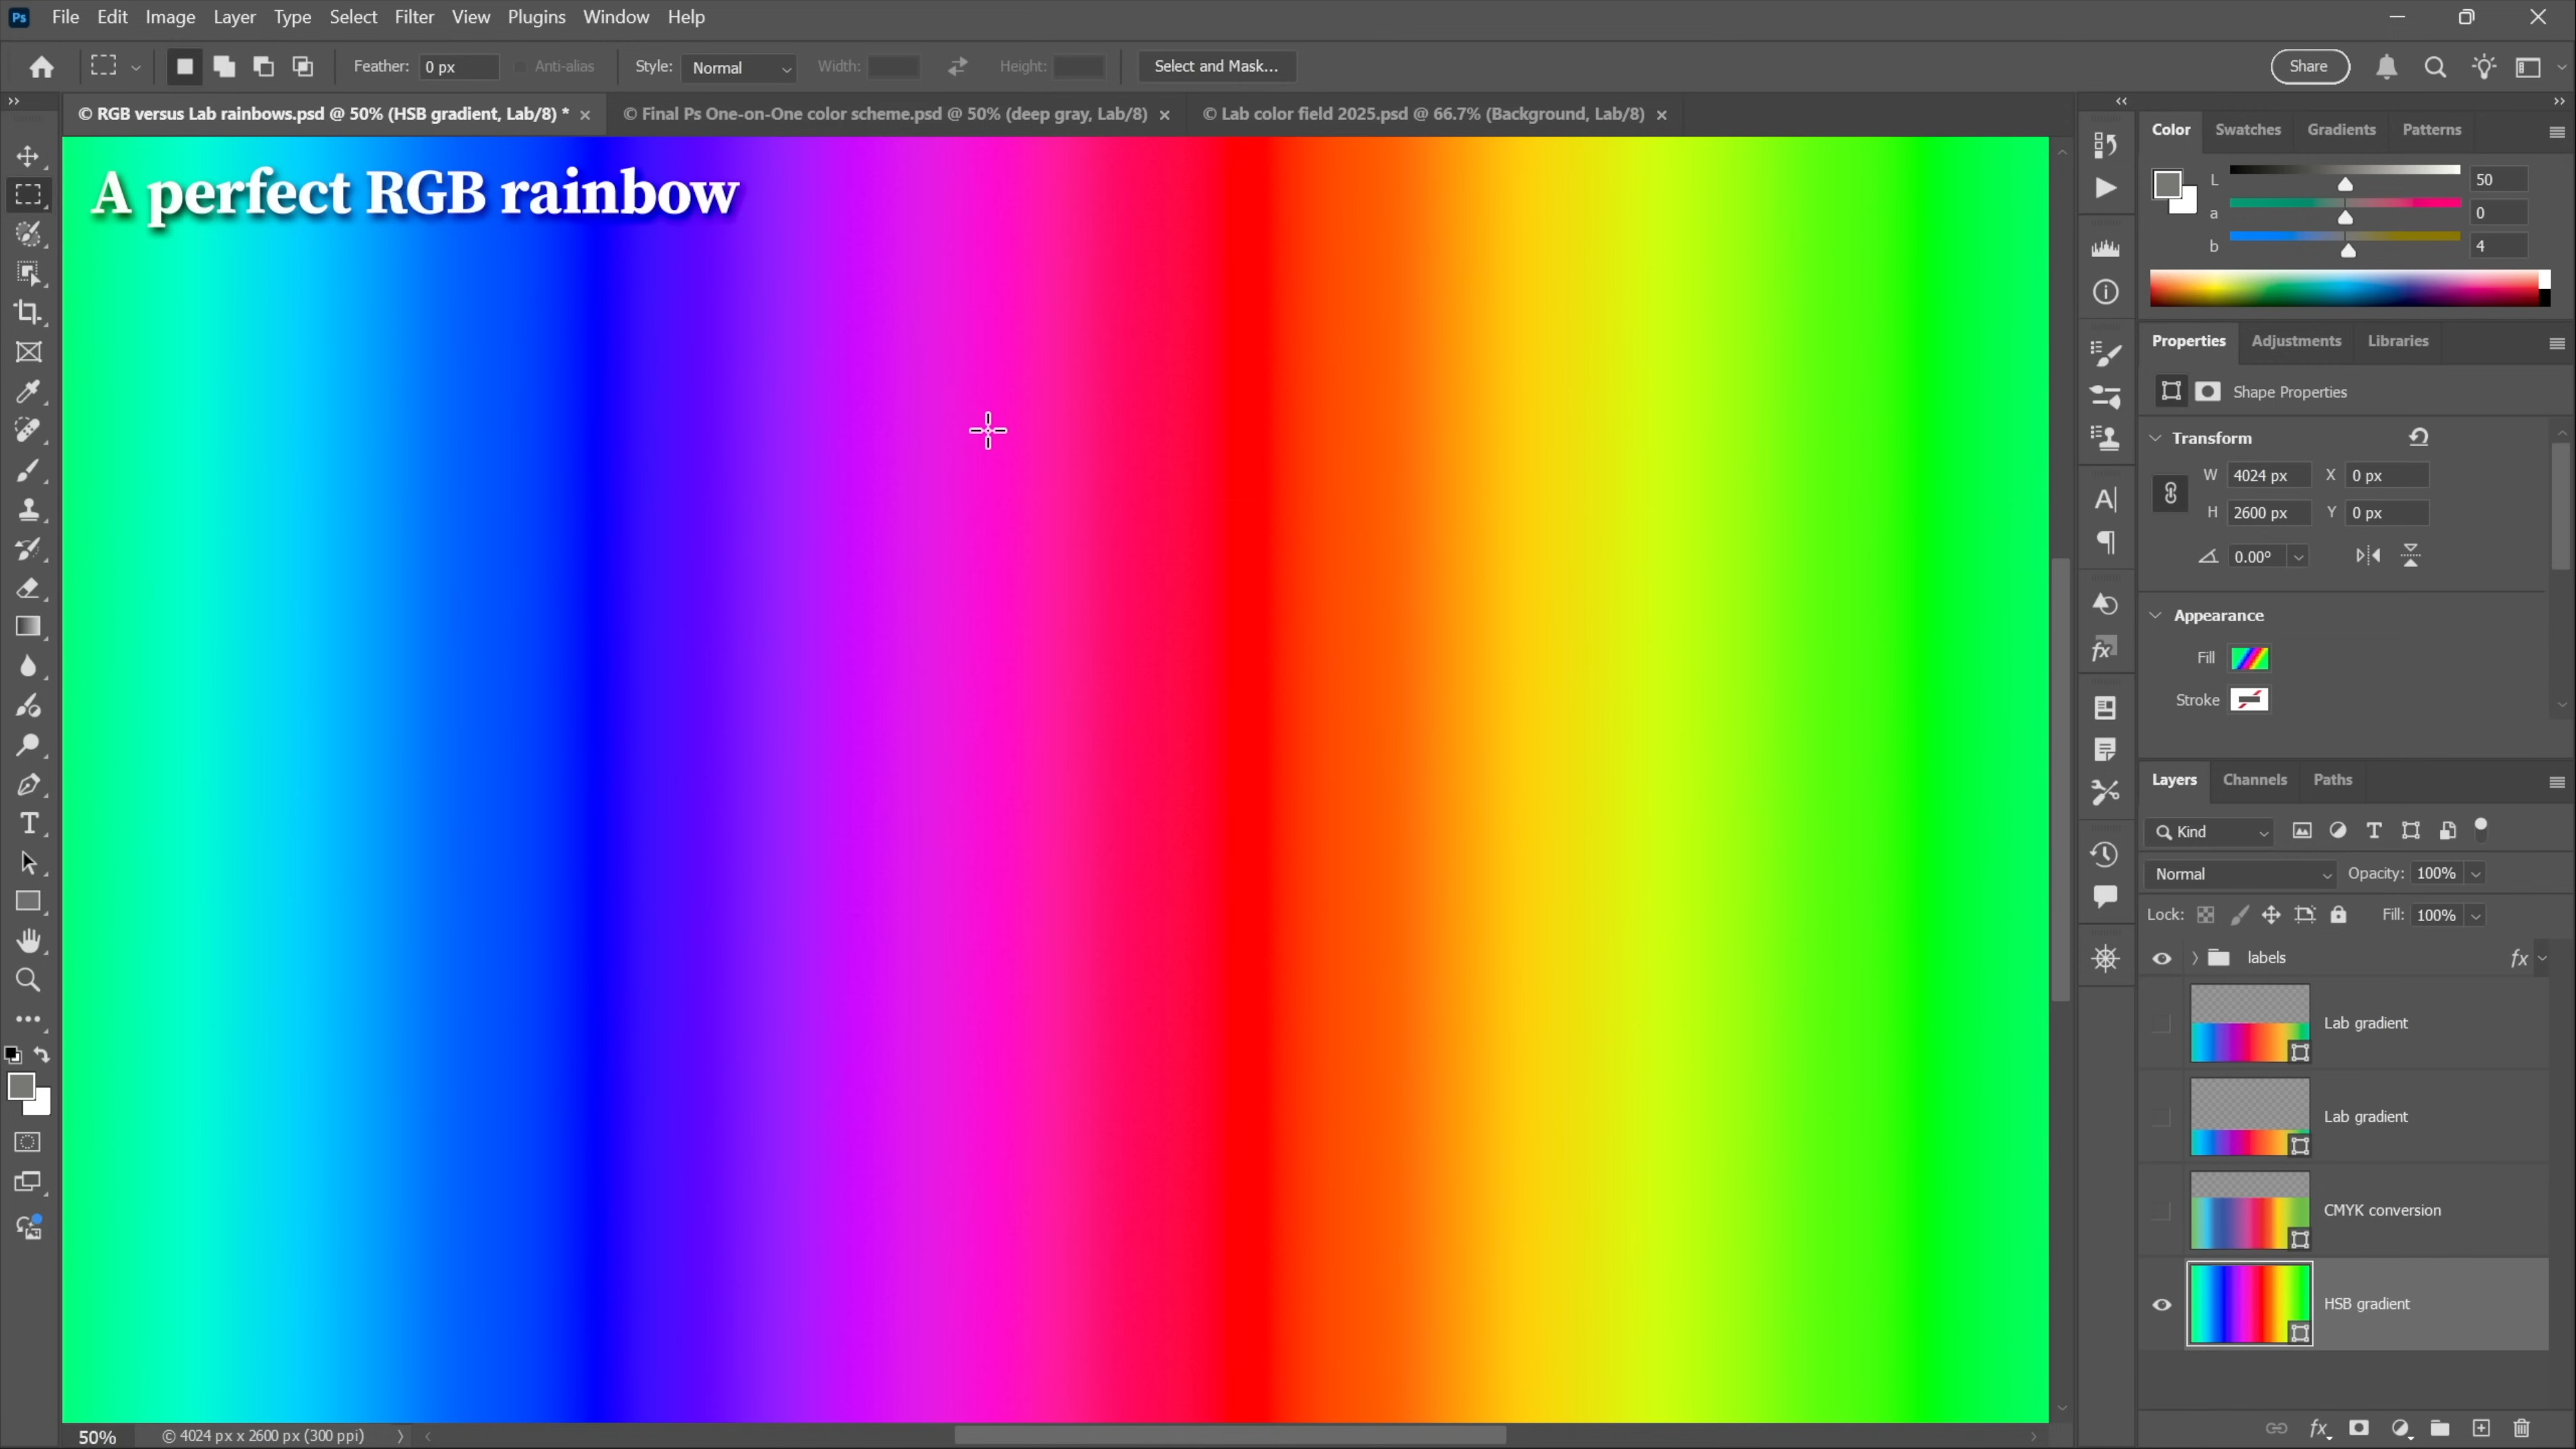 Ps File Edit Image Layer Type Select Filter View Plugins Window Help
Feather: 0 px Anti-alias Style: Normal Width: Height: Select and Mask... Share
© RGB versus Lab rainbows.psd @ 50% (HSB gradient, Lab/8) * © Final Ps One-on-One color scheme.psd @ 50% (deep gray, Lab/8) © Lab color field 2025.psd @ 66.7% (Background, Lab/8)
A perfect RGB rainbow
Color Swatches Gradients Patterns
L 50
a 0
b 4
Properties Adjustments Libraries
Shape Properties
Transform
W 4024 px X 0 px
H 2600 px Y 0 px
0.00°
Appearance
Fill
Stroke
Layers Channels Paths
Kind
Normal Opacity: 100%
Lock: Fill: 100%
labels fx
Lab gradient
Lab gradient
CMYK conversion
HSB gradient
50% © 4024 px x 2600 px (300 ppi)